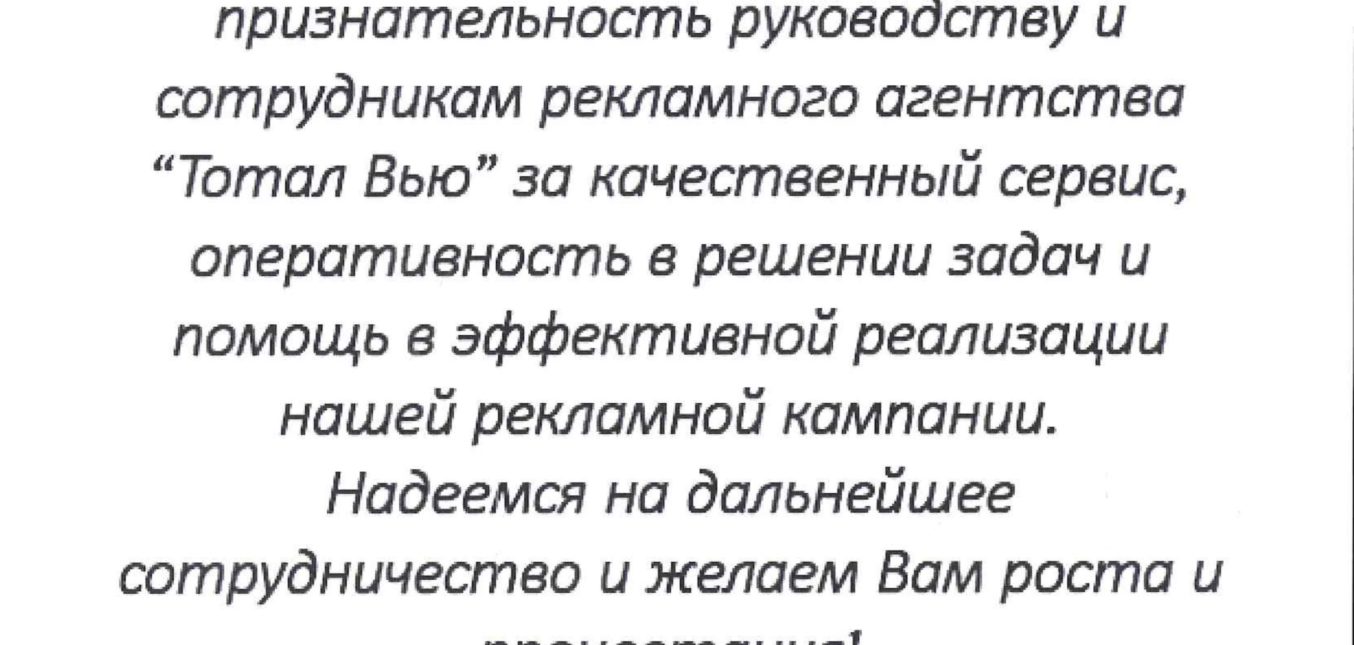 признательность руководству и
сотрудникам рекламного агентства
“Тотал Вью” за качественный сервис,
оперативность в решении задач и
помощь в эффективной реализации
нашей рекламной кампании.
Надеемся на дальнейшее
сотрудничество и желаем Вам роста и
процветания!